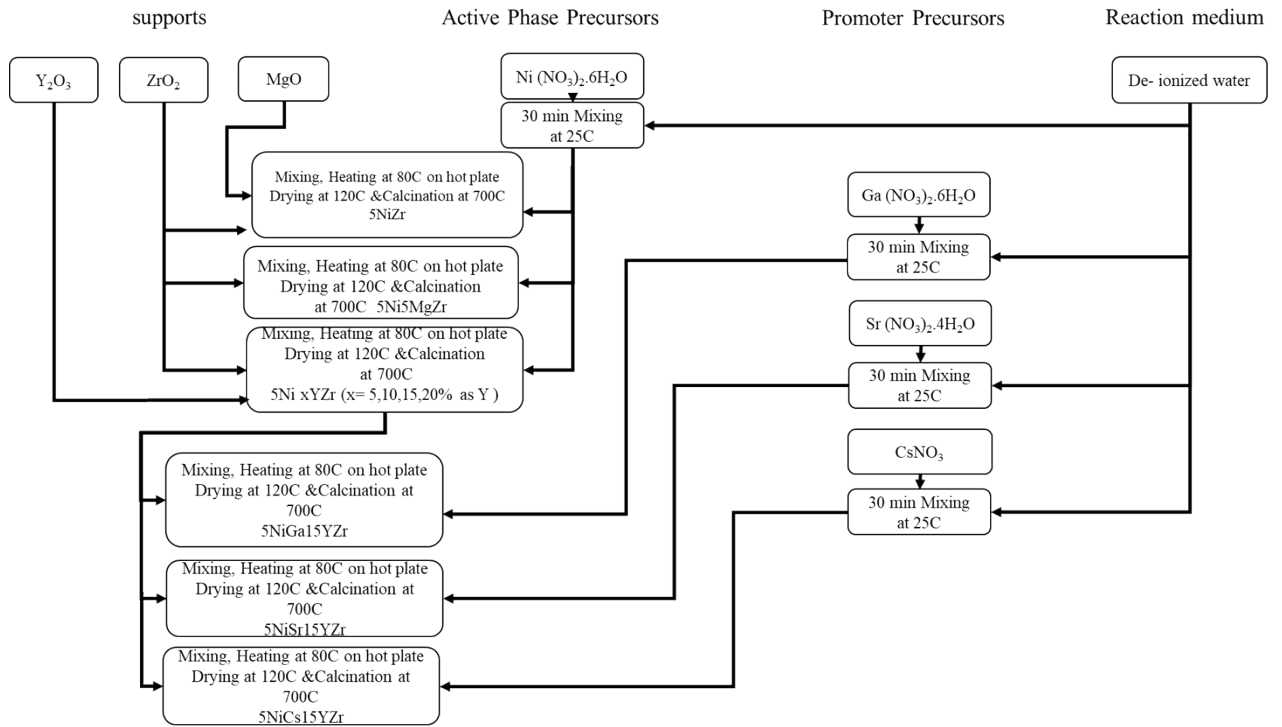 supports
Active Phase Precursors
Promoter Precursors
Reaction medium
Y₂O₃
ZrO₂
MgO
Ni (NO₃)₂.6H₂O
De- ionized water
30 min Mixing
at 25C
Mixing, Heating at 80C on hot plate
Drying at 120C &Calcination at 700C
5NiZr
Ga (NO₃)₂.6H₂O
30 min Mixing
at 25C
Mixing, Heating at 80C on hot plate
Drying at 120C &Calcination
at 700C 5Ni5MgZr
Sr (NO₃)₂.4H₂O
30 min Mixing
at 25C
Mixing, Heating at 80C on hot plate
Drying at 120C &Calcination
at 700C
5Ni xYZr (x= 5,10,15,20% as Y )
CsNO₃
30 min Mixing
at 25C
Mixing, Heating at 80C on hot plate
Drying at 120C &Calcination at
700C
5NiGa15YZr
Mixing, Heating at 80C on hot plate
Drying at 120C &Calcination at
700C
5NiSr15YZr
Mixing, Heating at 80C on hot plate
Drying at 120C &Calcination at
700C
5NiCs15YZr